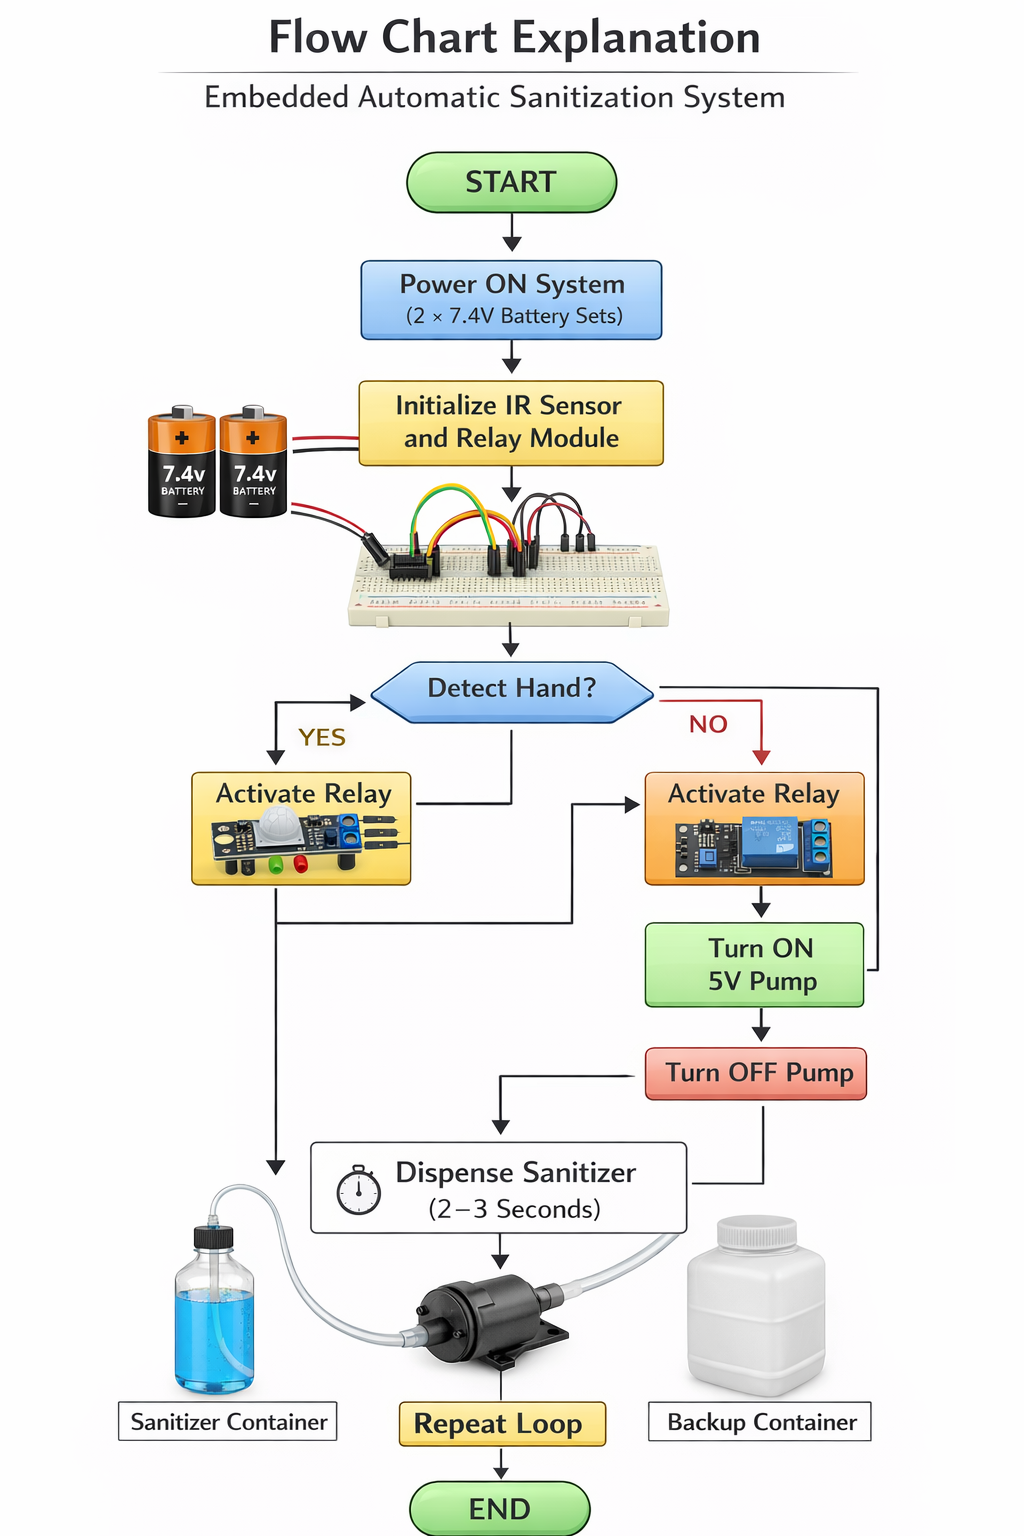 Flow Chart Explanation
Embedded Automatic Sanitization System
START
Power ON System
(2 × 7.4V Battery Sets)
Initialize IR Sensor
and Relay Module
+
+
7.4v
7.4v
BATTERY
BATTERY
–
–
Detect Hand?
YES
NO
Activate Relay
Activate Relay
Turn ON
5V Pump
Turn OFF Pump
Dispense Sanitizer
(2–3 Seconds)
Sanitizer Container
Repeat Loop
Backup Container
END